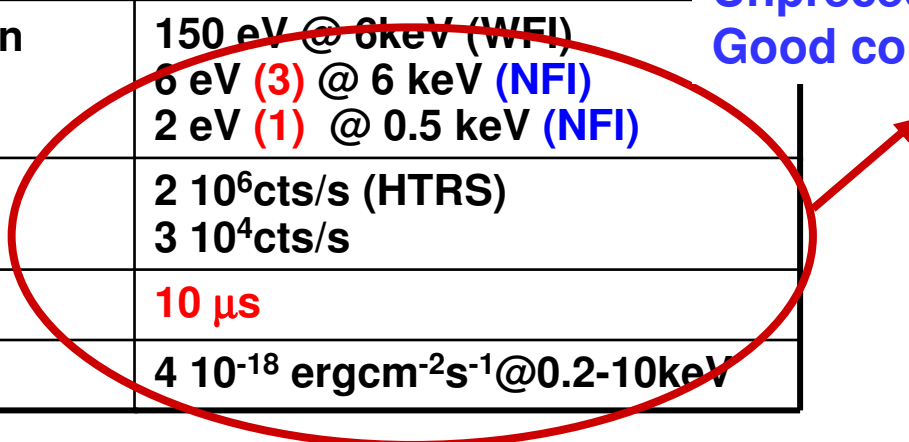 n
150 eV @ 6keV (WFI)
6 eV (3) @ 6 keV (NFI)
2 eV (1) @ 0.5 keV (NFI)
Good co
2 10⁶cts/s (HTRS)
3 10⁴cts/s
10 μs
4 10⁻¹⁸ ergcm⁻²s⁻¹@0.2-10keV